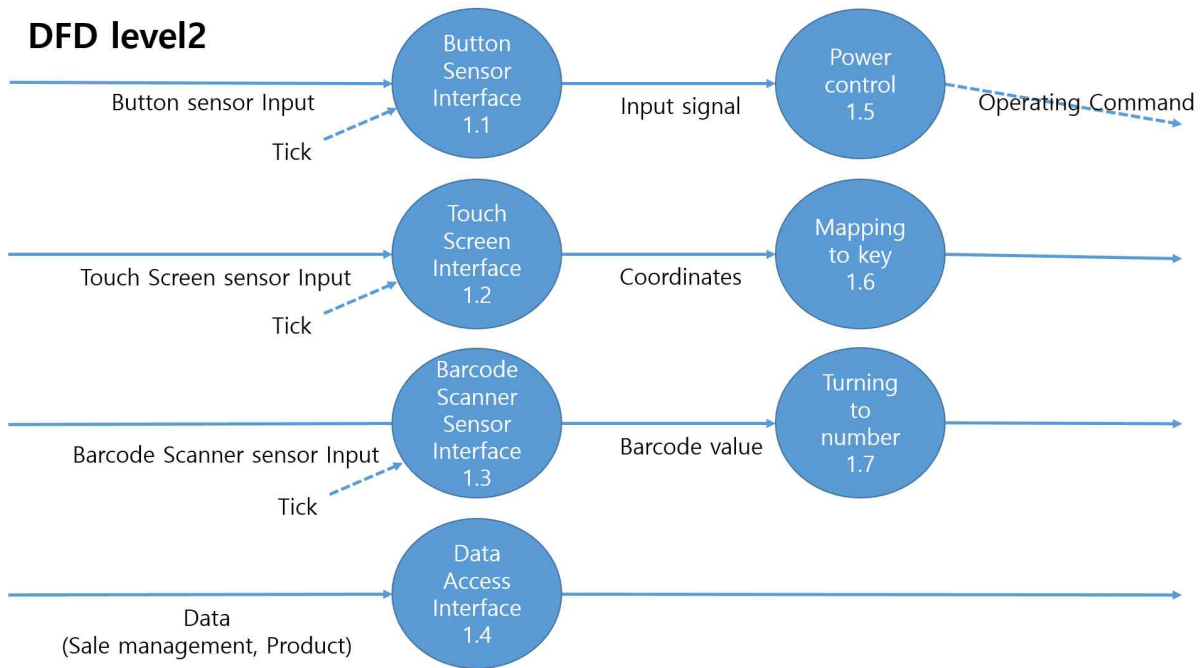 DFD level2
Button
Sensor
Interface
1.1
Power
control
1.5
Button sensor Input
Input signal
Operating Command
Tick
Touch
Screen
Interface
1.2
Mapping
to key
1.6
Touch Screen sensor Input
Coordinates
Tick
Barcode
Scanner
Sensor
Interface
1.3
Turning
to
number
1.7
Barcode Scanner sensor Input
Barcode value
Tick
Data
Access
Interface
1.4
Data
(Sale management, Product)